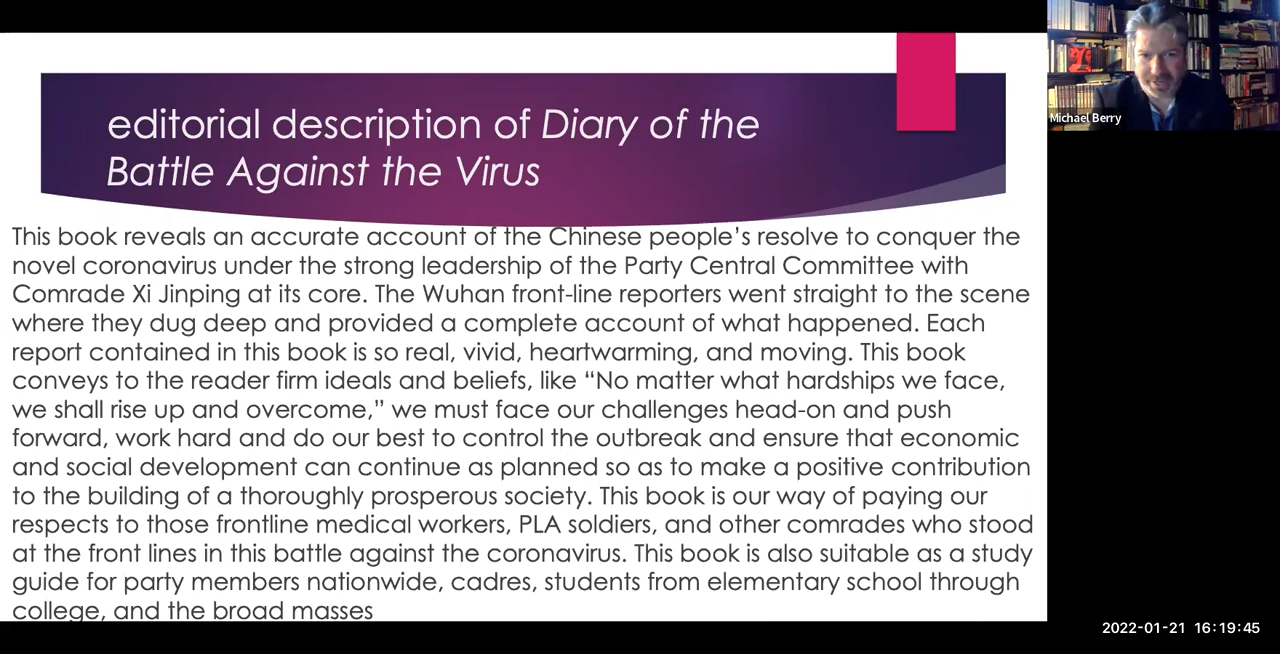 editorial description of Diary of the
Battle Against the Virus
This book reveals an accurate account of the Chinese people’s resolve to conquer the
novel coronavirus under the strong leadership of the Party Central Committee with
Comrade Xi Jinping at its core. The Wuhan front-line reporters went straight to the scene
where they dug deep and provided a complete account of what happened. Each
report contained in this book is so real, vivid, heartwarming, and moving. This book
conveys to the reader firm ideals and beliefs, like “No matter what hardships we face,
we shall rise up and overcome,” we must face our challenges head-on and push
forward, work hard and do our best to control the outbreak and ensure that economic
and social development can continue as planned so as to make a positive contribution
to the building of a thoroughly prosperous society. This book is our way of paying our
respects to those frontline medical workers, PLA soldiers, and other comrades who stood
at the front lines in this battle against the coronavirus. This book is also suitable as a study
guide for party members nationwide, cadres, students from elementary school through
college, and the broad masses
Michael Berry
2022-01-21 16:19:45